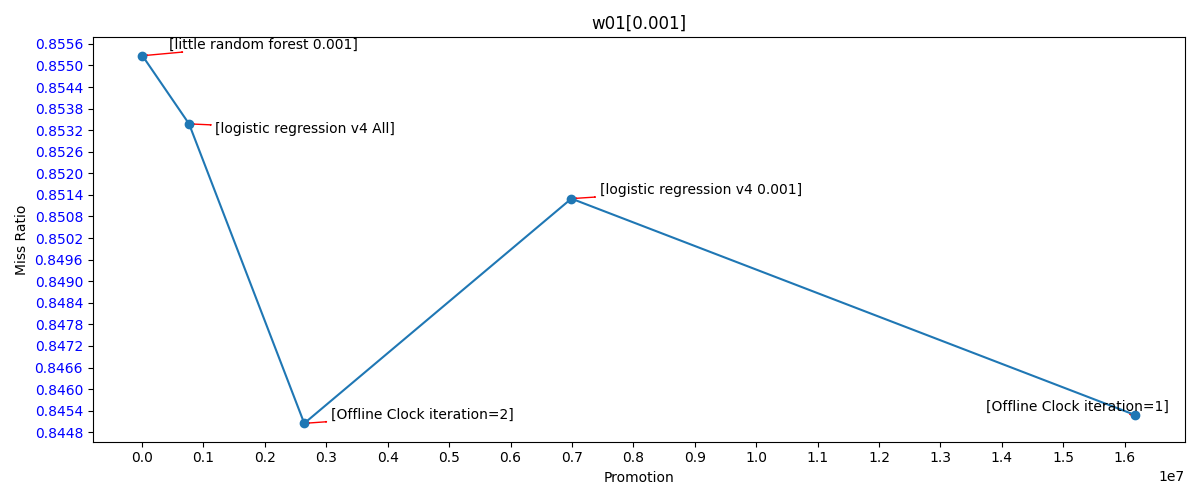 w01[0.001]
[little random forest 0.001]
[logistic regression v4 All]
[logistic regression v4 0.001]
[Offline Clock iteration=2]
[Offline Clock iteration=1]
Miss Ratio
0.8556
0.8550
0.8544
0.8538
0.8532
0.8526
0.8520
0.8514
0.8508
0.8502
0.8496
0.8490
0.8484
0.8478
0.8472
0.8466
0.8460
0.8454
0.8448
0.0 0.1 0.2 0.3 0.4 0.5 0.6 0.7 0.8 0.9 1.0 1.1 1.2 1.3 1.4 1.5 1.6
Promotion
1e7